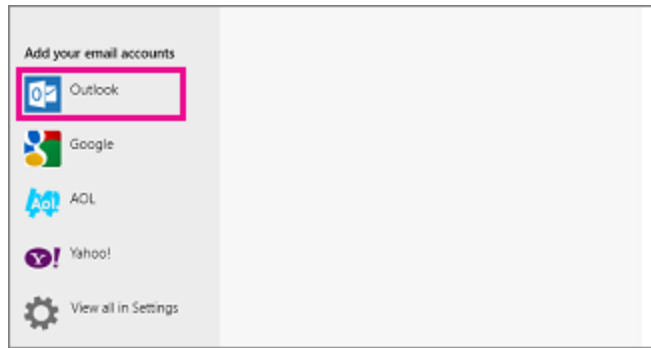 Add your email accounts
Outlook
Google
AOL
Yahoo!
View all in Settings